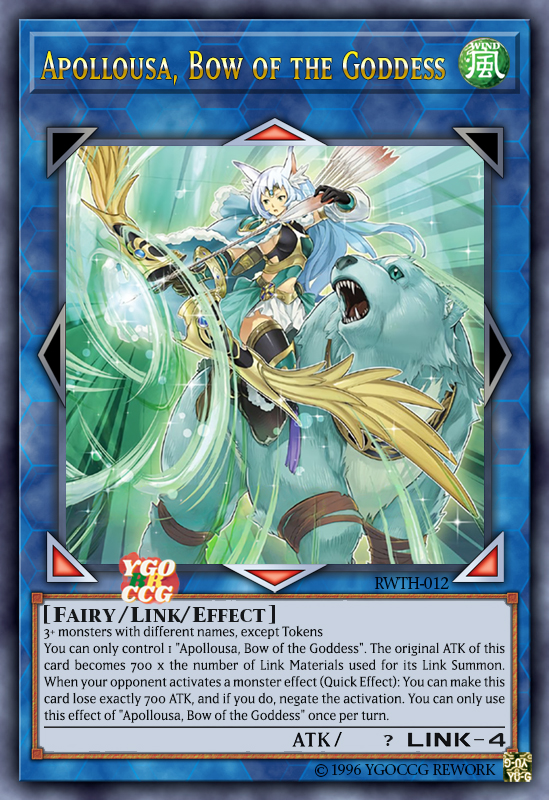 APOLLOUSA, BOW OF THE GODDESS
WIND
風
YGO
CCG
RWTH-012
[FAIRY/LINK/EFFECT]
3+ monsters with different names, except Tokens
You can only control 1 "Apollousa, Bow of the Goddess". The original ATK of this
card becomes 700 x the number of Link Materials used for its Link Summon.
When your opponent activates a monster effect (Quick Effect): You can make this
card lose exactly 700 ATK, and if you do, negate the activation. You can only use
this effect of "Apollousa, Bow of the Goddess" once per turn.
ATK/ ? LINK-4
© 1996 YGOCCG REWORK